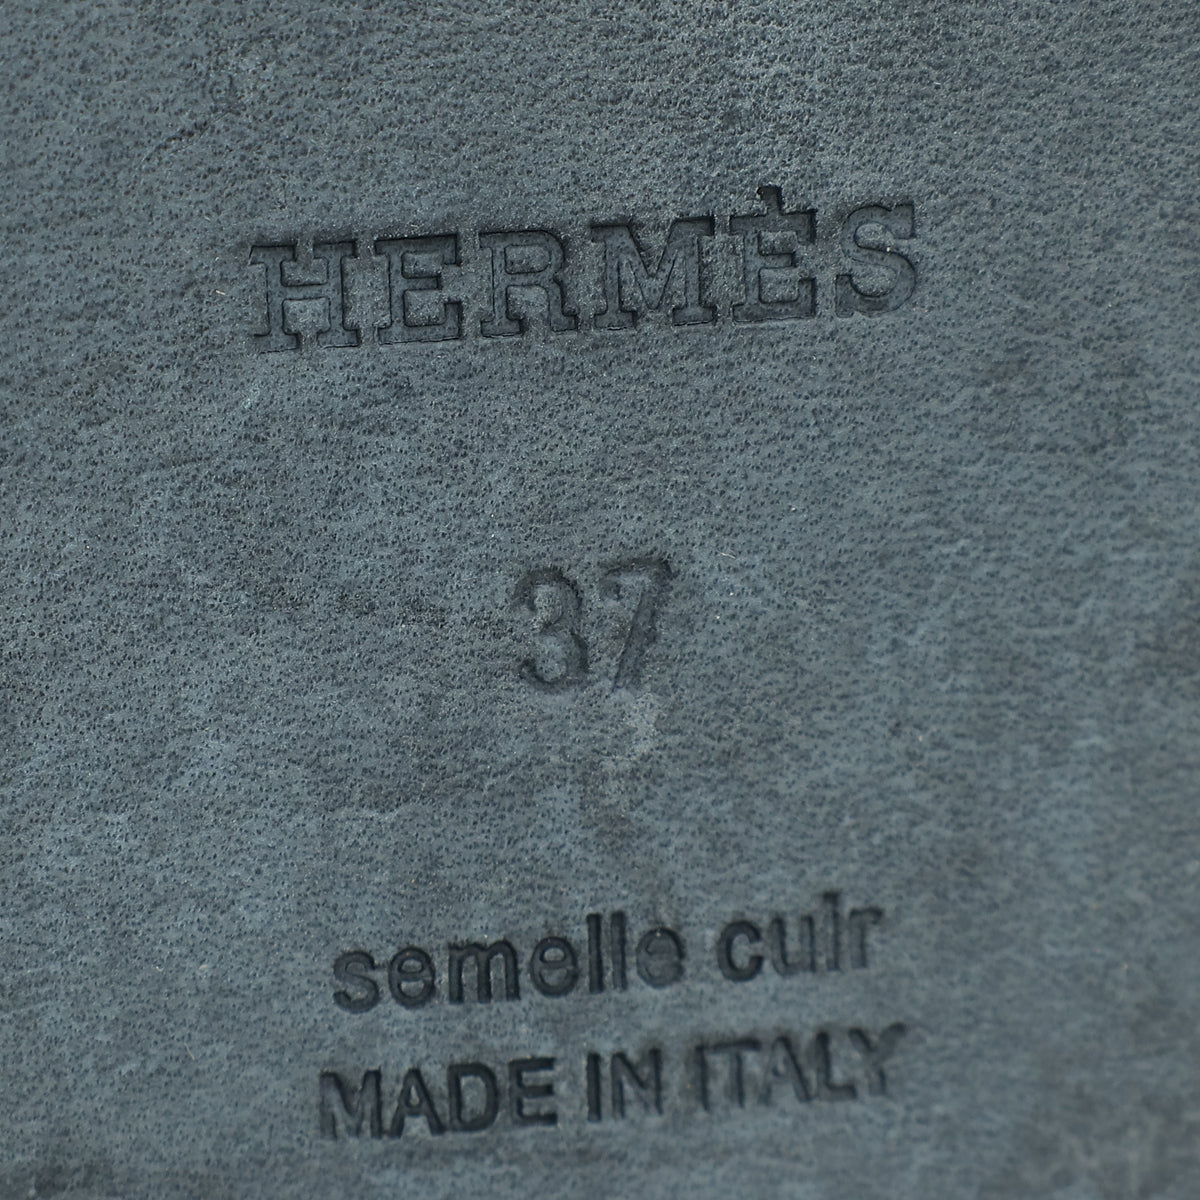 HERMÈS
37
semelle cuir
MADE IN ITALY